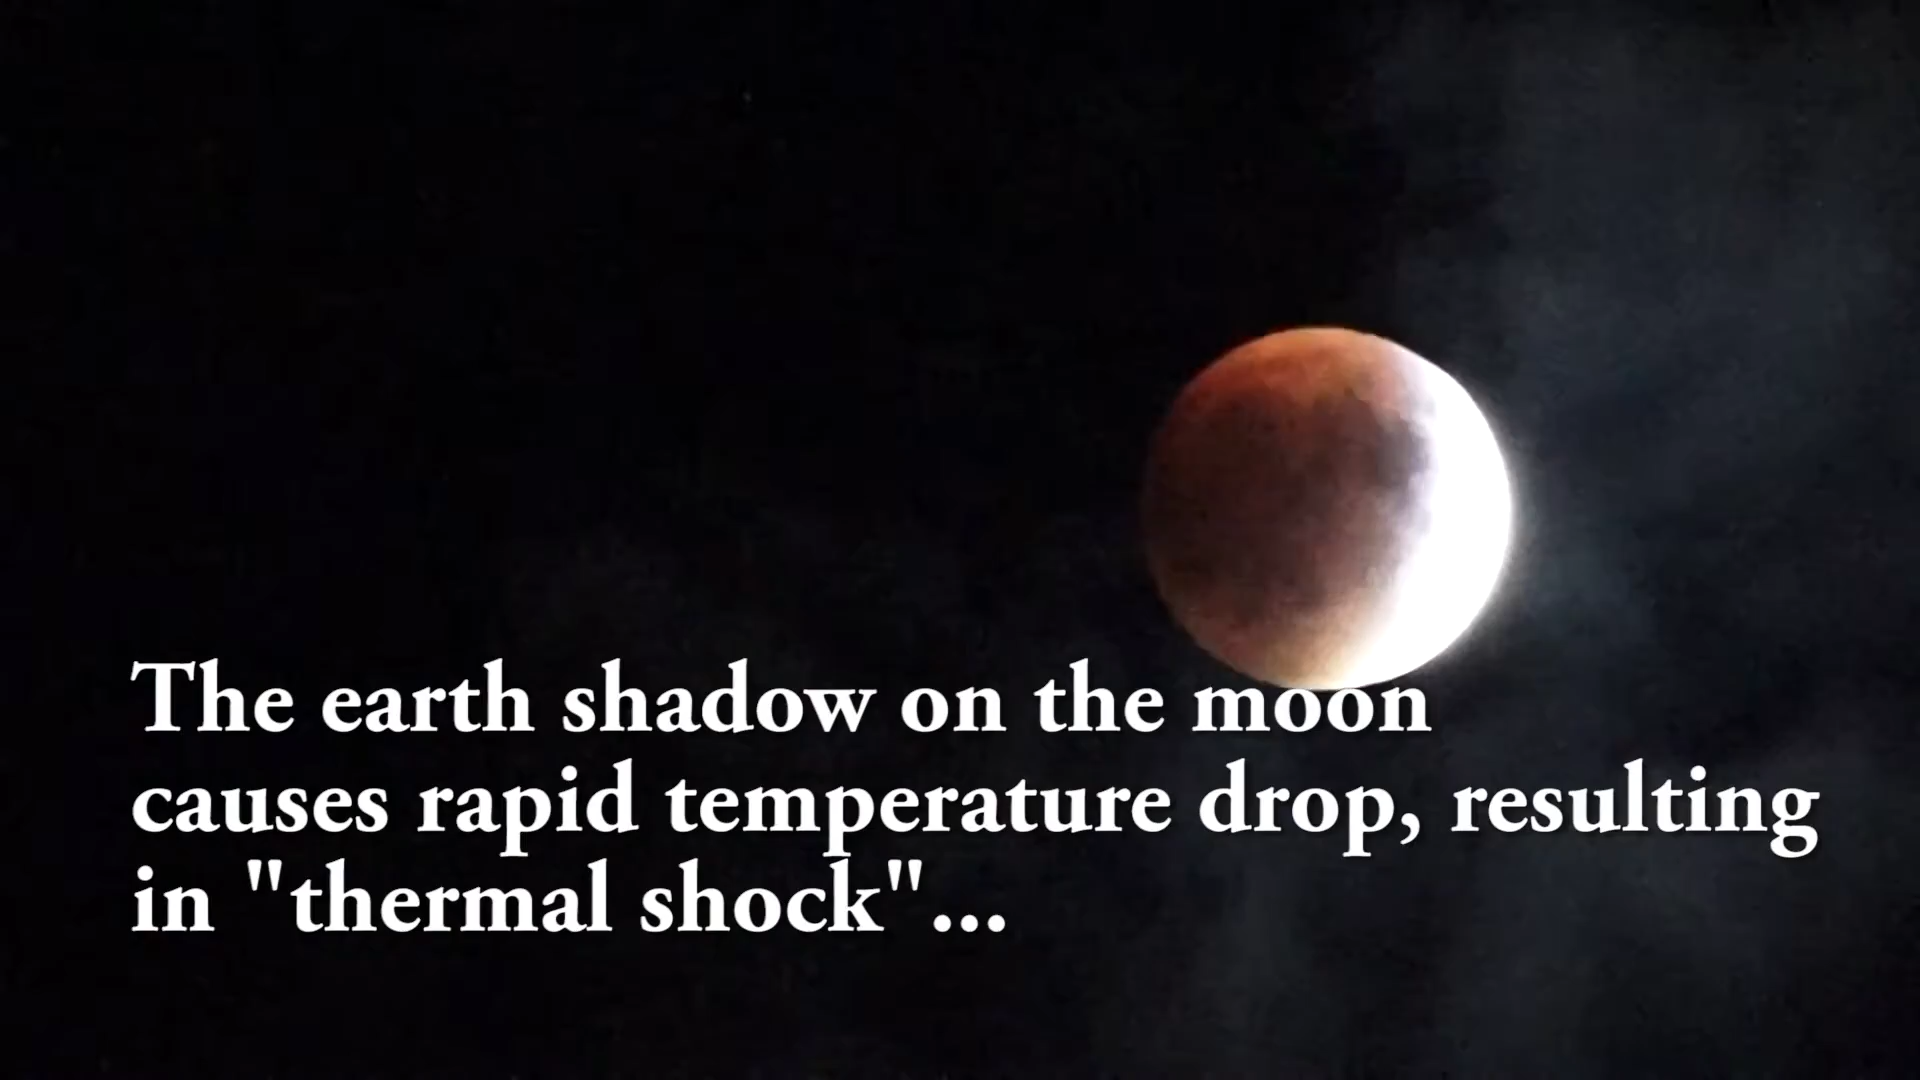 The earth shadow on the moon
causes rapid temperature drop, resulting
in "thermal shock"...